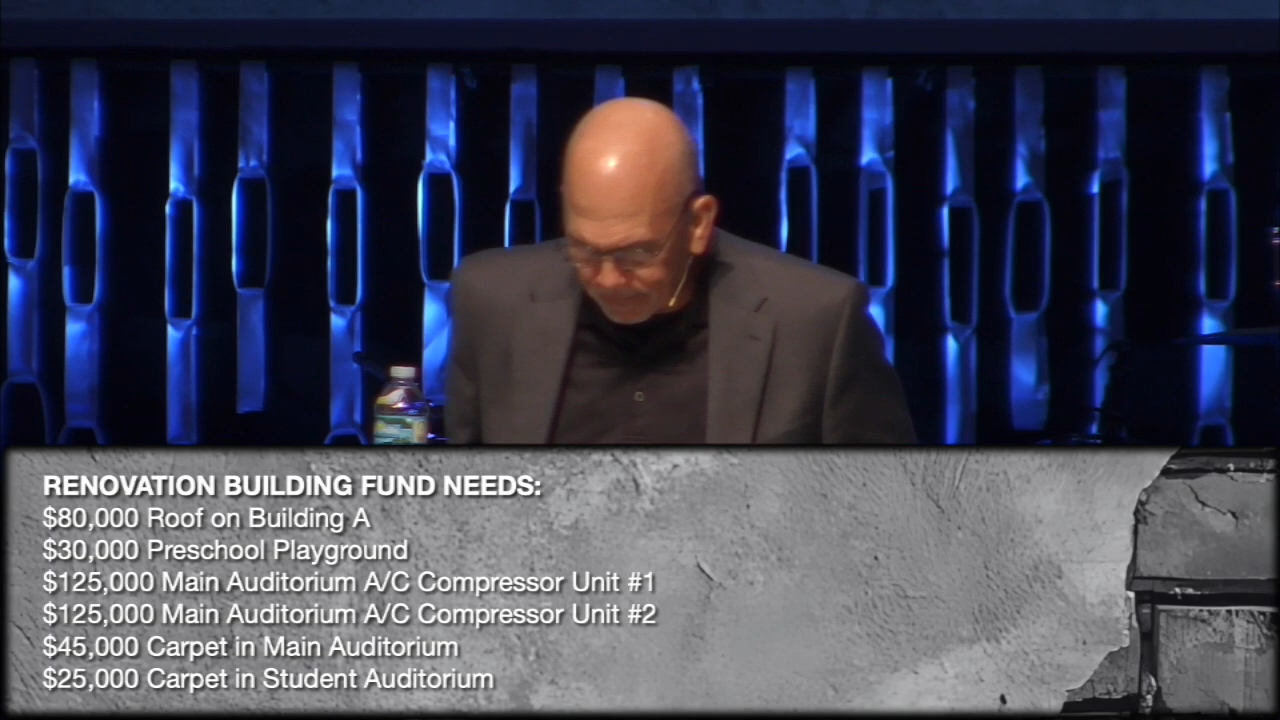 RENOVATION BUILDING FUND NEEDS:
$80,000 Roof on Building A
$30,000 Preschool Playground
$125,000 Main Auditorium A/C Compressor Unit #1
$125,000 Main Auditorium A/C Compressor Unit #2
$45,000 Carpet in Main Auditorium
$25,000 Carpet in Student Auditorium